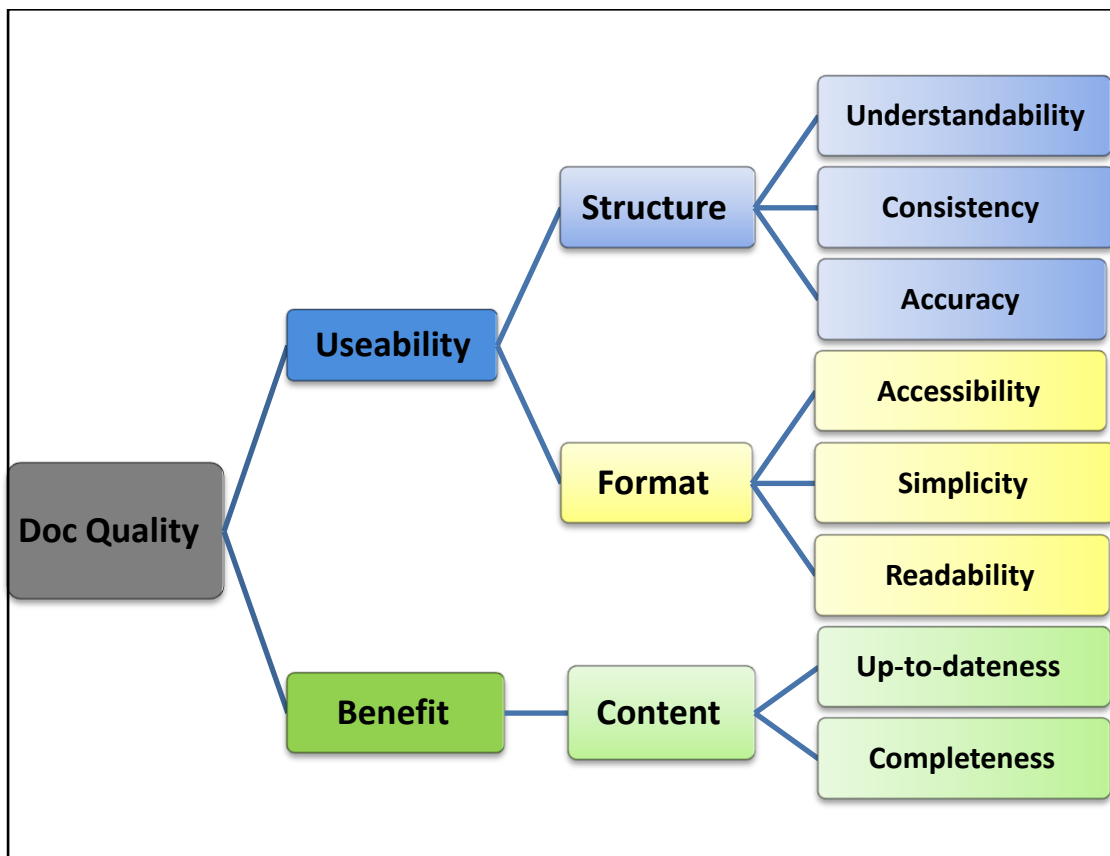 Doc Quality
Useability
Structure
Understandability
Consistency
Accuracy
Format
Accessibility
Simplicity
Readability
Benefit
Content
Up-to-dateness
Completeness